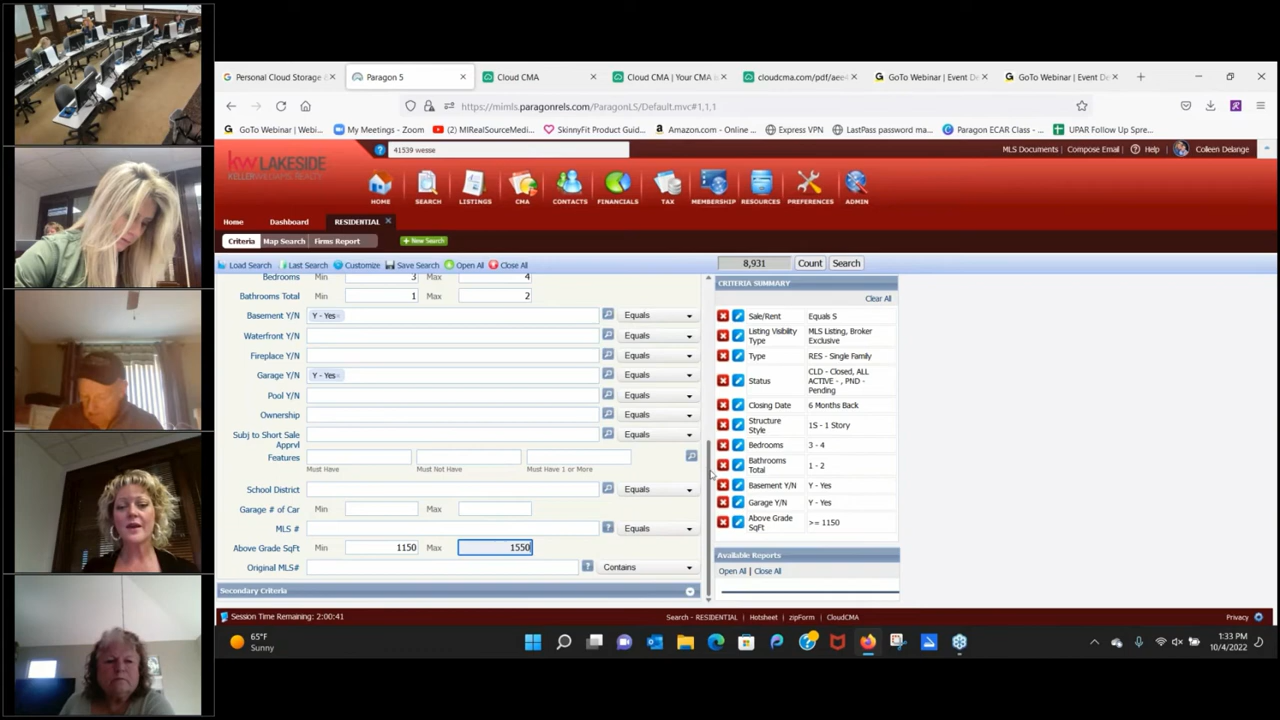 Personal Cloud Storage &
Paragon 5
Cloud CMA
Cloud CMA | Your CMA is
cloudcma.com/pdf/aee4
GoTo Webinar | Event De
GoTo Webinar | Event De
https://mimls.paragonrels.com/ParagonLS/Default.mvc#1,1,1
GoTo Webinar | Webi...
My Meetings - Zoom
(2) MIRealSourceMedi...
SkinnyFit Product Guid...
Amazon.com - Online ...
Express VPN
LastPass password ma...
Paragon ECAR Class - ...
UPAR Follow Up Spre...
kw LAKESIDE
KELLERWILLIAMS REALTY
41539 wesse
MLS Documents
Compose Email
Help
Colleen Delange
HOME
SEARCH
LISTINGS
CMA
CONTACTS
FINANCIALS
TAX
MEMBERSHIP
RESOURCES
PREFERENCES
ADMIN
Home
Dashboard
RESIDENTIAL
Criteria
Map Search
Firms Report
+ New Search
Load Search
Last Search
Customize
Save Search
Open All
Close All
8,931
Count
Search
Bedrooms Min 3 Max 4
Bathrooms Total Min 1 Max 2
Basement Y/N Y - Yes Equals
Waterfront Y/N Equals
Fireplace Y/N Equals
Garage Y/N Y - Yes Equals
Pool Y/N Equals
Ownership Equals
Subj to Short Sale Equals
Apprvl
Features
Must Have Must Not Have Must Have 1 or More
School District Equals
Garage # of Car Min Max
MLS # Equals
Above Grade SqFt Min 1150 Max 1550
Original MLS# Contains
Secondary Criteria
CRITERIA SUMMARY
Clear All
Sale/Rent Equals S
Listing Visibility MLS Listing, Broker
Type Exclusive
Type RES - Single Family
Status CLD - Closed, ALL
ACTIVE - , PND -
Pending
Closing Date 6 Months Back
Structure
Style 1S - 1 Story
Bedrooms 3 - 4
Bathrooms
Total 1 - 2
Basement Y/N Y - Yes
Garage Y/N Y - Yes
Above Grade
SqFt >= 1150
Available Reports
Open All | Close All
Session Time Remaining: 2:00:41
Search - RESIDENTIAL | Hotsheet | zipForm | CloudCMA
Privacy
65°F
Sunny
1:33 PM
10/4/2022